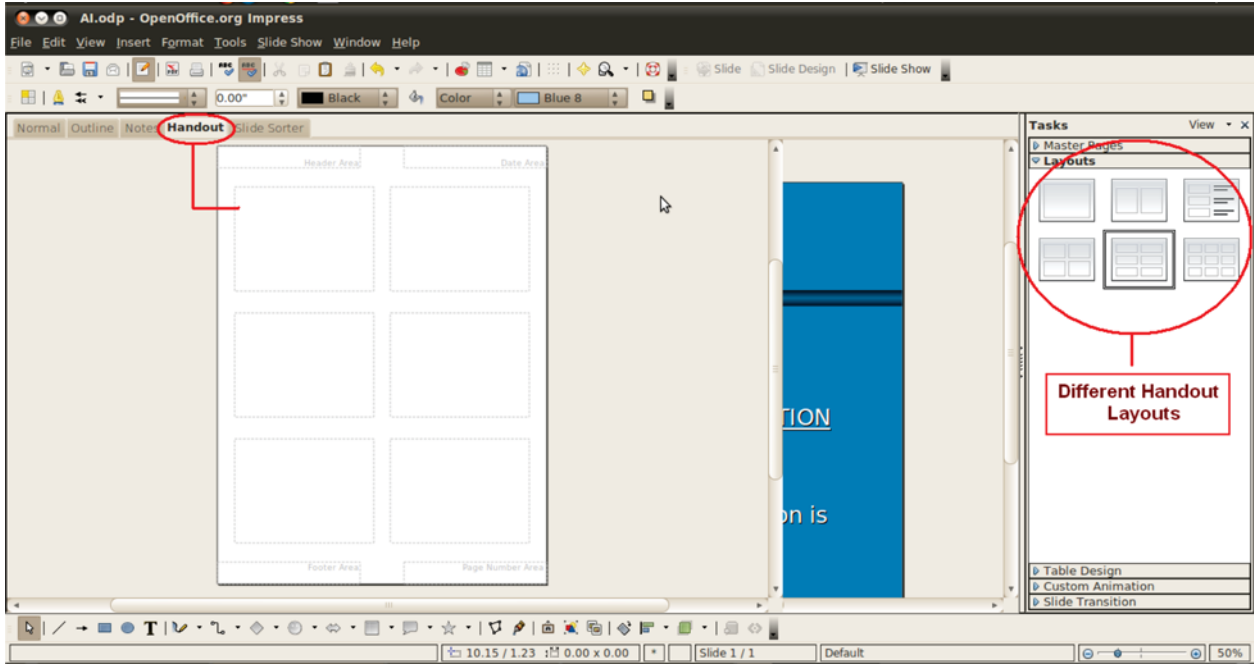 AI.odp - OpenOffice.org Impress
File Edit View Insert Format Tools Slide Show Window Help
Slide Slide Design Slide Show
0.00" Black Color Blue 8
Normal Outline Notes Handout Slide Sorter
Tasks View
Master Pages
Layouts
Header Area Date Area
Different Handout
Layouts
TION
on is
Footer Area Page Number Area
Table Design
Custom Animation
Slide Transition
T
10.15 / 1.23 0.00 x 0.00 * Slide 1 / 1 Default 50%